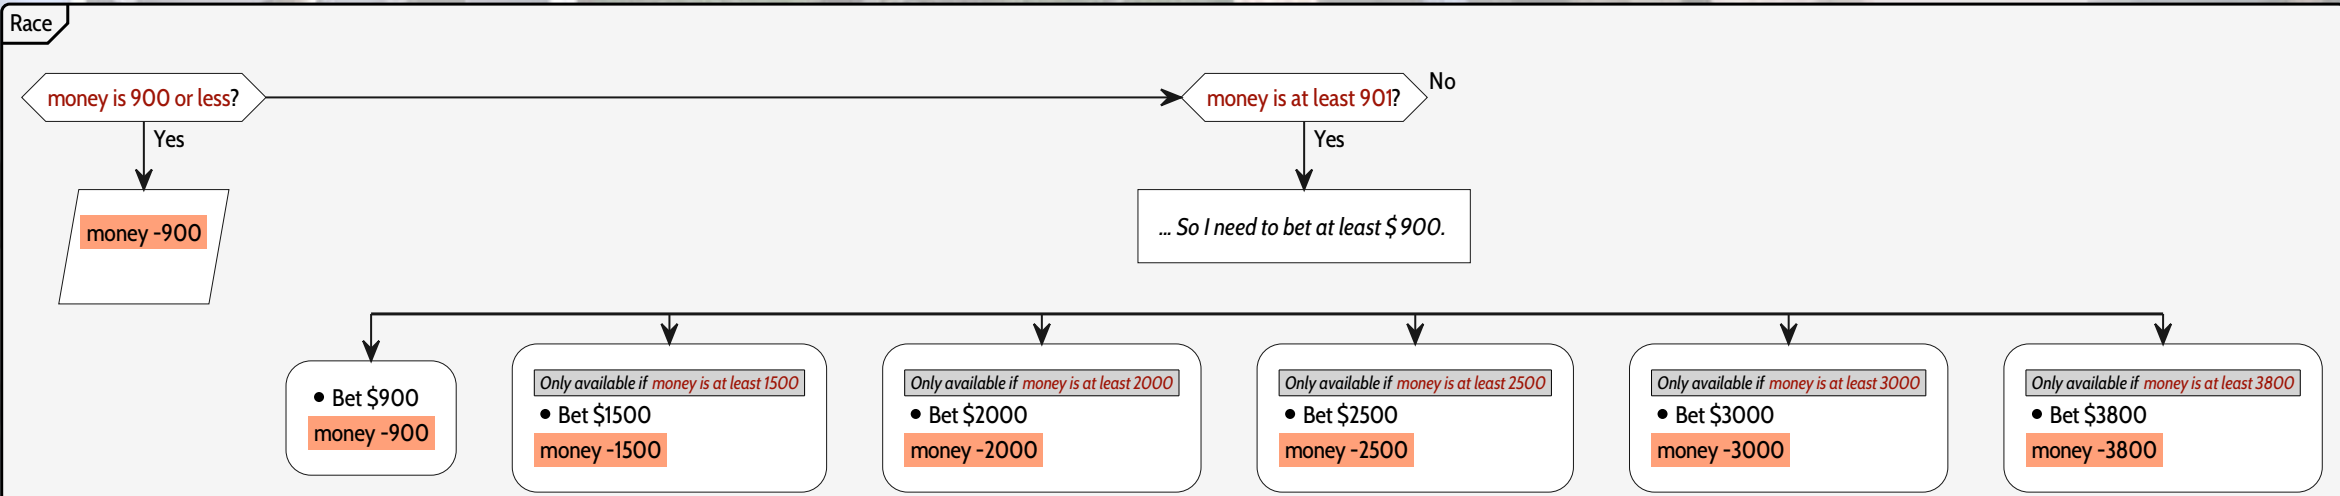 Race
money is 900 or less?
money is at least 901?
No
Yes
Yes
money -900
... So I need to bet at least $900.
• Bet $900
money -900
Only available if money is at least 1500
• Bet $1500
money -1500
Only available if money is at least 2000
• Bet $2000
money -2000
Only available if money is at least 2500
• Bet $2500
money -2500
Only available if money is at least 3000
• Bet $3000
money -3000
Only available if money is at least 3800
• Bet $3800
money -3800